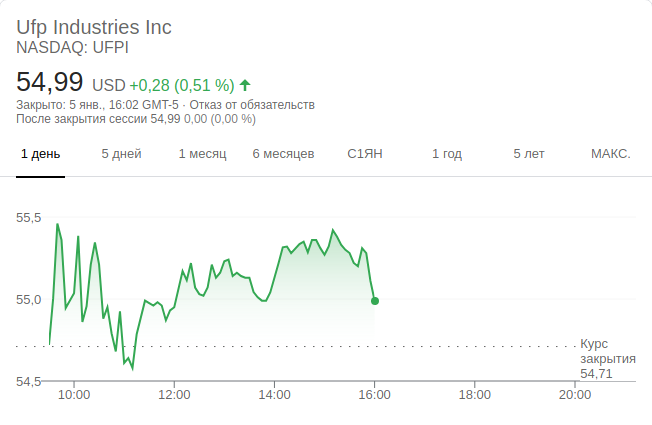 Ufp Industries Inc
NASDAQ: UFPI
54,99 USD +0,28 (0,51 %)
Закрыто: 5 янв., 16:02 GMT-5 · Отказ от обязательств
После закрытия сессии 54,99 0,00 (0,00 %)
1 день 5 дней 1 месяц 6 месяцев С1ЯН 1 год 5 лет МАКС.
55,5
55,0
Курс
закрытия
54,71
54,5
10:00 12:00 14:00 16:00 18:00 20:00